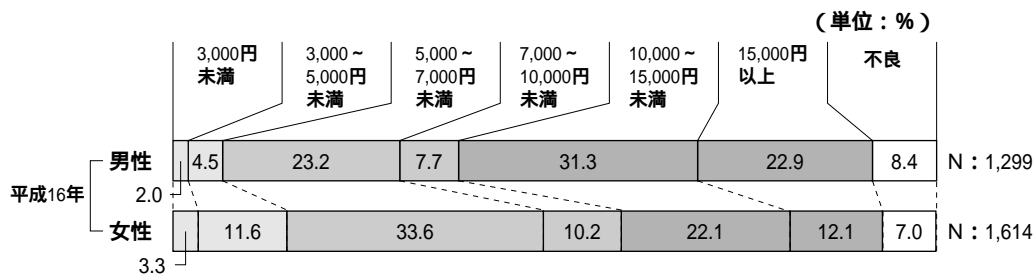 （単位：%）
3,000円
未満
3,000～
5,000円
未満
5,000～
7,000円
未満
7,000～
10,000円
未満
10,000～
15,000円
未満
15,000円
以上
不良
平成16年
男性 4.5 23.2 7.7 31.3 22.9 8.4 N：1,299
2.0
女性 11.6 33.6 10.2 22.1 12.1 7.0 N：1,614
3.3